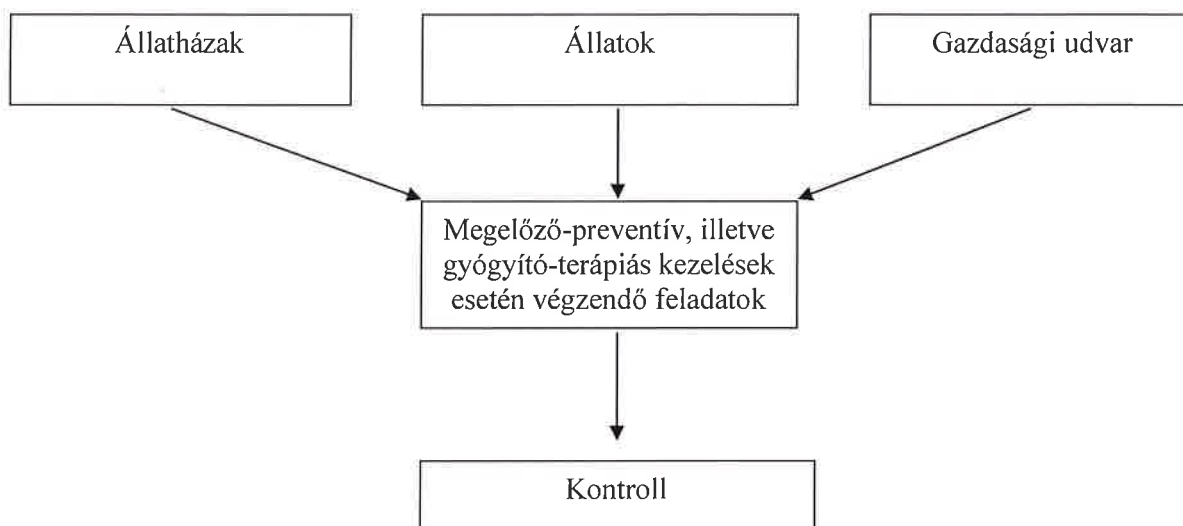 Állatházak
Állatok
Gazdasági udvar
Megelőző-preventív, illetve
gyógyító-terápiás kezelések
esetén végzendő feladatok
Kontroll